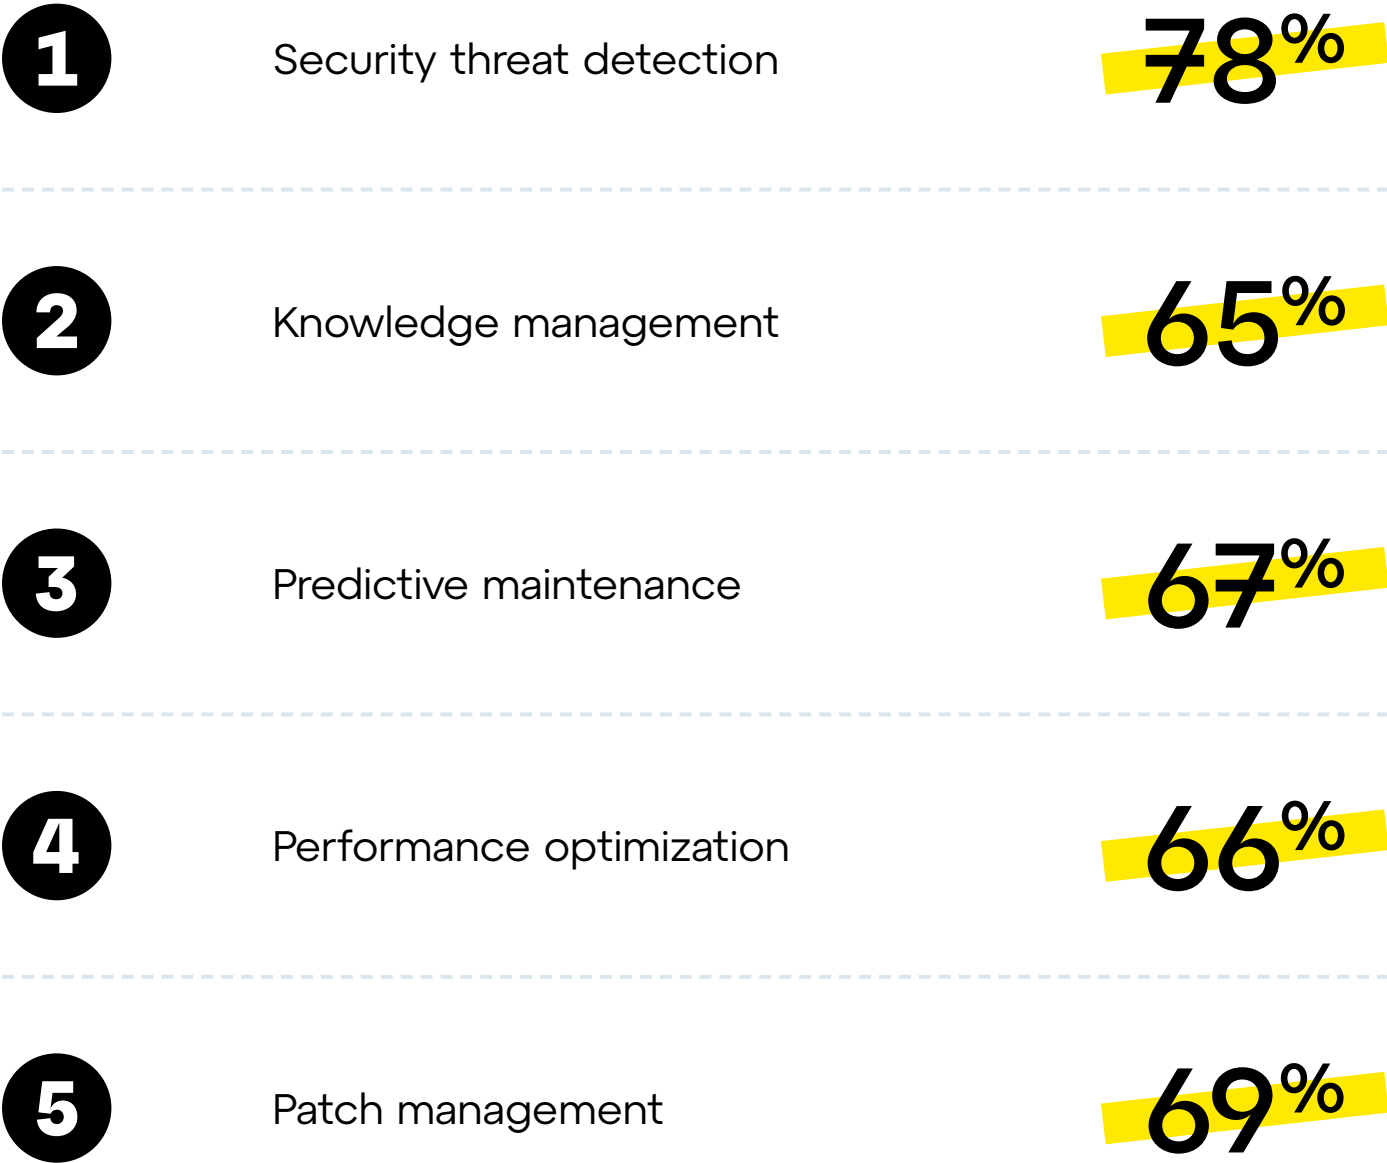 1 Security threat detection 78%
2 Knowledge management 65%
3 Predictive maintenance 67%
4 Performance optimization 66%
5 Patch management 69%